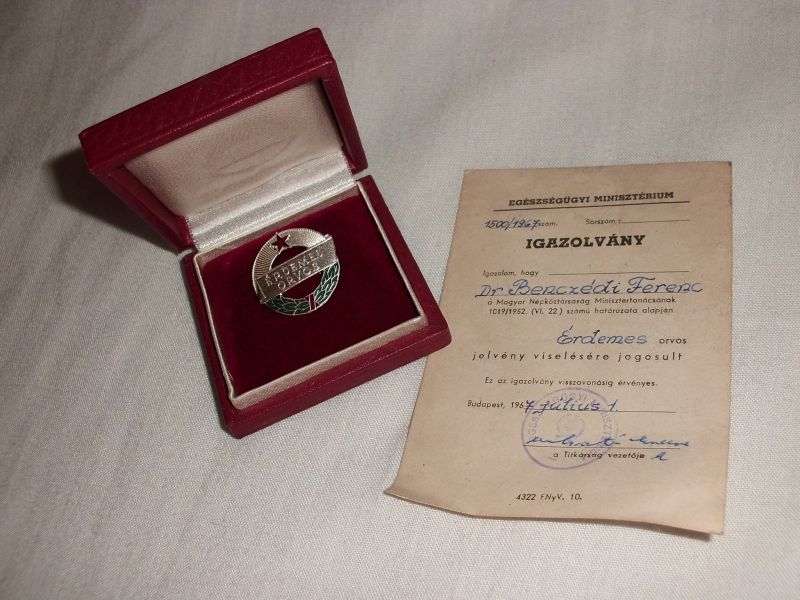 ÉRDEMES
ORVOS
EGÉSZSÉGÜGYI MINISZTÉRIUM
1500/1967 szám. Sorszám:
IGAZOLVÁNY
Igazolom, hogy
Dr Benczédi Ferenc
a Magyar Népköztársaság Minisztertanácsának
1019/1952. (VI. 22) számú határozata alapján
Érdemes orvos
jelvény viselésére jogosult
Ez az igazolvány visszavonásig érvényes.
Budapest, 1967 július 1.
a Titkárság vezetője
4322 F.NyV. 10.